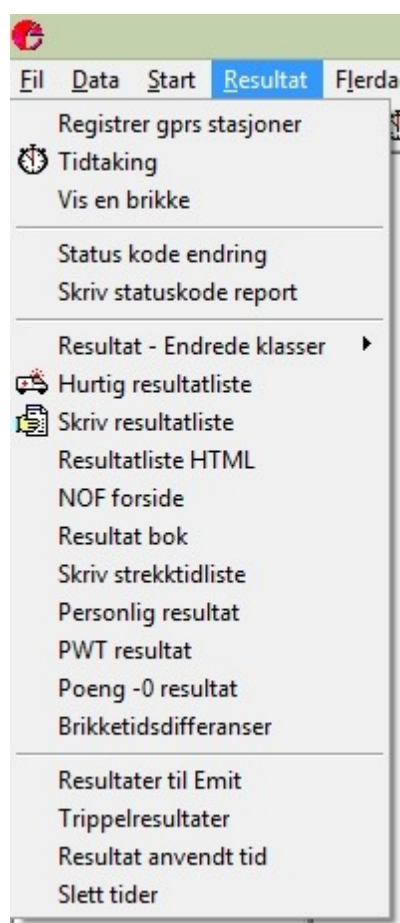 Fil Data Start Resultat Flerda
Registrer gprs stasjoner
Tidtaking
Vis en brikke
Status kode endring
Skriv statuskode report
Resultat - Endrede klasser
Hurtig resultatliste
Skriv resultatliste
Resultatliste HTML
NOF forside
Resultat bok
Skriv strekktidliste
Personlig resultat
PWT resultat
Poeng -0 resultat
Brikketidsdifferanser
Resultater til Emit
Trippelresultater
Resultat anvendt tid
Slett tider